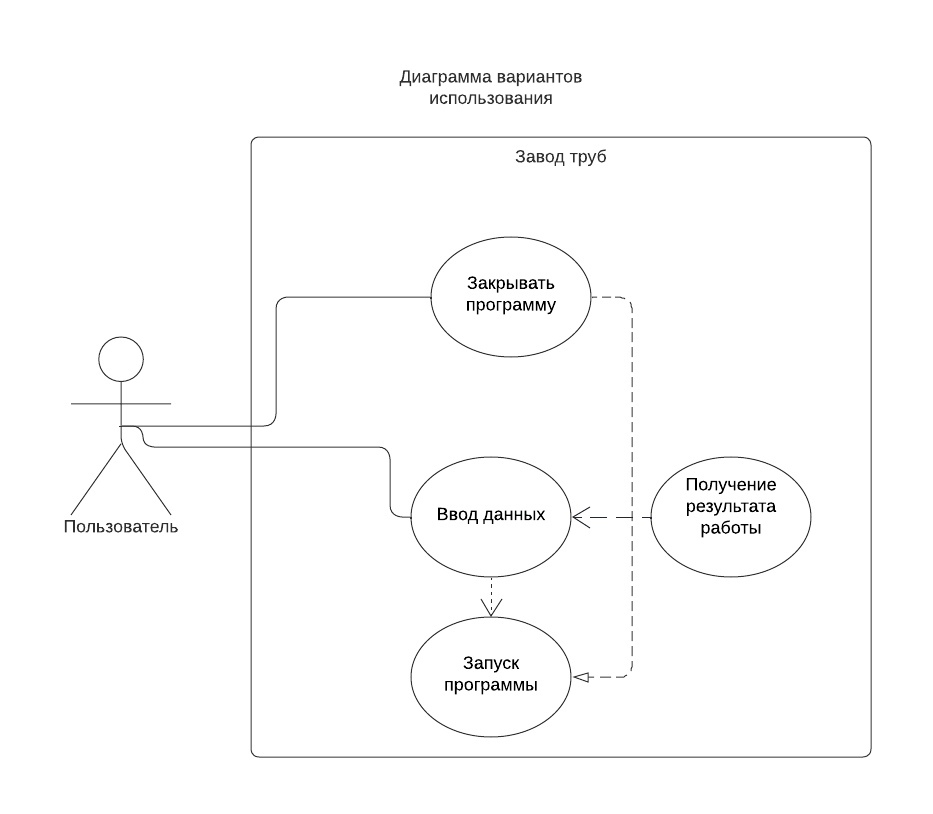 Диаграмма вариантов
использования
Завод труб
Закрывать
программу
Пользователь
Ввод данных
Получение
результата
работы
Запуск
программы